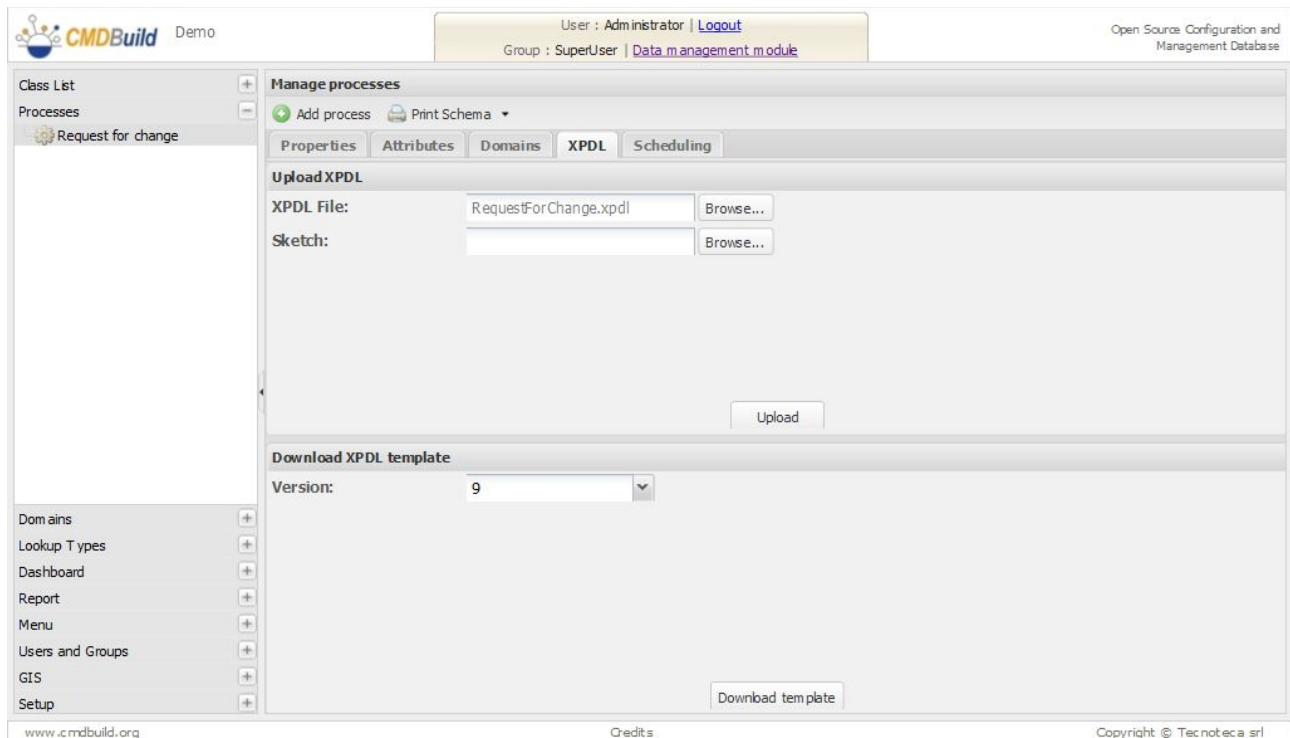 CMDBuild Demo
User : Administrator | Logout
Group : SuperUser | Data management module
Open Source Configuration and
Management Database
Class List
Processes
Request for change
Domains
Lookup Types
Dashboard
Report
Menu
Users and Groups
GIS
Setup
Manage processes
Add process Print Schema
Properties Attributes Domains XPDL Scheduling
Upload XPDL
XPDL File: RequestForChange.xpdl Browse...
Sketch: Browse...
Upload
Download XPDL template
Version: 9
Download template
www.cmdbuild.org Credits Copyright © Tecnoteca srl